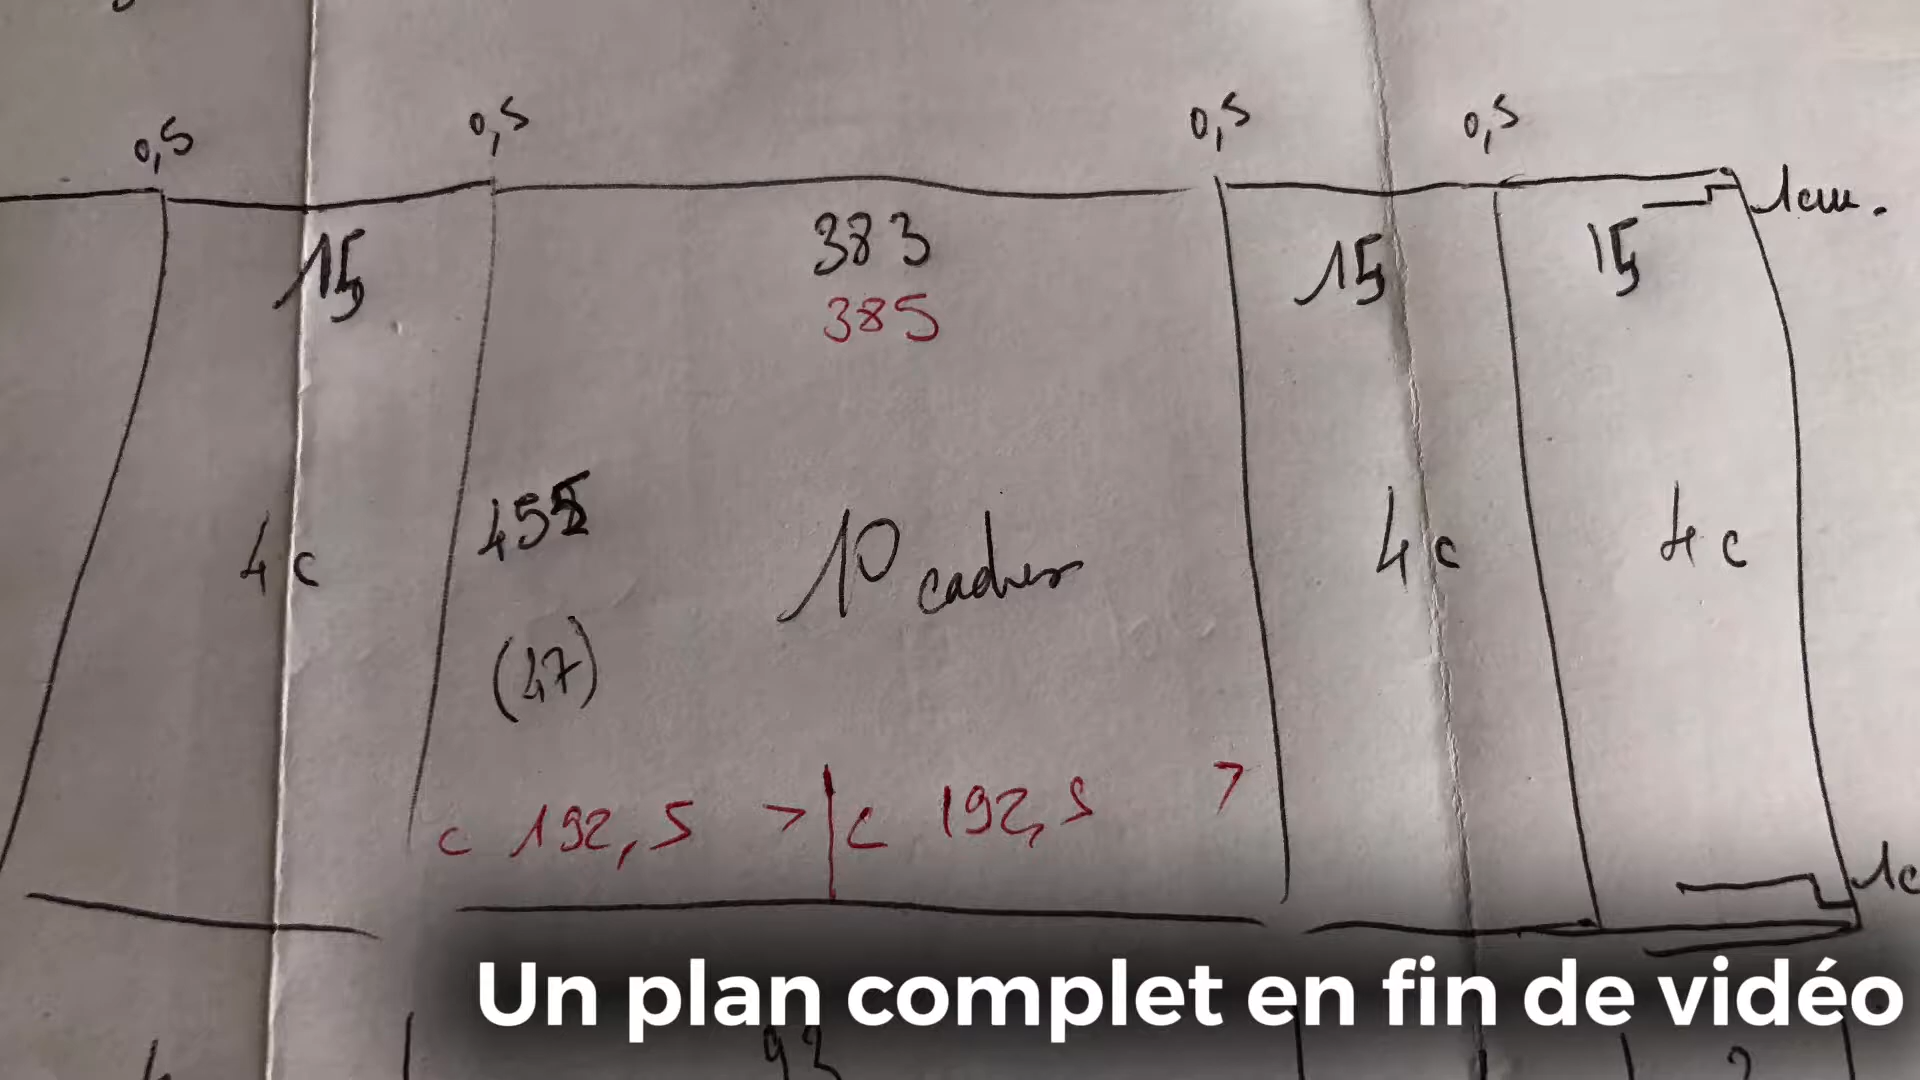 0,5 0,5 0,5 0,5
1cm.
15 383 15 15
385
455
4c 10 cadres 4c 4c
(47)
< 192,5 > < 192,5 >
1c
Un plan complet en fin de vidéo